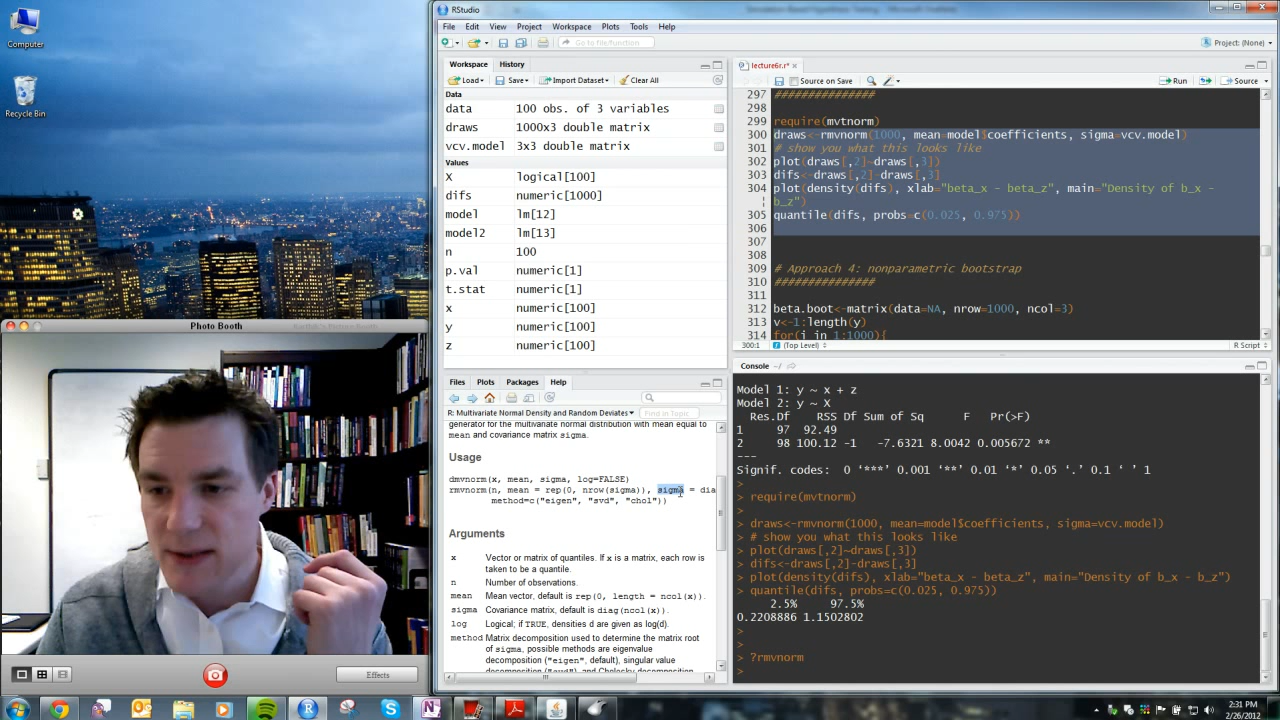 Computer
Recycle Bin
RStudio
File Edit View Project Workspace Plots Tools Help
Go to file/function
Project: (None)
Workspace History
Load Save Import Dataset Clear All
Data
data 100 obs. of 3 variables
draws 1000x3 double matrix
vcv.model 3x3 double matrix
Values
X logical[100]
difs numeric[1000]
model lm[12]
model2 lm[13]
n 100
p.val numeric[1]
t.stat numeric[1]
x numeric[100]
y numeric[100]
z numeric[100]
lecture6r.r*
Source on Save Run Source
297 ###############
298
299 require(mvtnorm)
300 draws<-rmvnorm(1000, mean=model$coefficients, sigma=vcv.model)
301 # show you what this looks like
302 plot(draws[,2]~draws[,3])
303 difs<-draws[,2]-draws[,3]
304 plot(density(difs), xlab="beta_x - beta_z", main="Density of b_x -
b_z")
305 quantile(difs, probs=c(0.025, 0.975))
306
307
308
309 # Approach 4: nonparametric bootstrap
310 ###############
311
312 beta.boot<-matrix(data=NA, nrow=1000, ncol=3)
313 v<-1:length(y)
314 for(i in 1:1000){
300:1 (Top Level) R Script
Photo Booth
Effects
Files Plots Packages Help
R: Multivariate Normal Density and Random Deviates Find in Topic
generator for the multivariate normal distribution with mean equal to
mean and covariance matrix sigma.
Usage
dmvnorm(x, mean, sigma, log=FALSE)
rmvnorm(n, mean = rep(0, nrow(sigma)), sigma = dia
method=c("eigen", "svd", "chol"))
Arguments
x Vector or matrix of quantiles. If x is a matrix, each row is
taken to be a quantile.
n Number of observations.
mean Mean vector, default is rep(0, length = ncol(x)).
sigma Covariance matrix, default is diag(ncol(x)).
log Logical; if TRUE, densities d are given as log(d).
method Matrix decomposition used to determine the matrix root
of sigma, possible methods are eigenvalue
decomposition ("eigen", default), singular value
Console ~/
Model 1: y ~ x + z
Model 2: y ~ X
Res.Df RSS Df Sum of Sq F Pr(>F)
1 97 92.49
2 98 100.12 -1 -7.6321 8.0042 0.005672 **
---
Signif. codes: 0 ‘***’ 0.001 ‘**’ 0.01 ‘*’ 0.05 ‘.’ 0.1 ‘ ’ 1
>
> require(mvtnorm)
>
> draws<-rmvnorm(1000, mean=model$coefficients, sigma=vcv.model)
> # show you what this looks like
> plot(draws[,2]~draws[,3])
> difs<-draws[,2]-draws[,3]
> plot(density(difs), xlab="beta_x - beta_z", main="Density of b_x - b_z")
> quantile(difs, probs=c(0.025, 0.975))
2.5% 97.5%
0.2208886 1.1502802
>
>
> ?rmvnorm
>
2:31 PM
2/26/2012